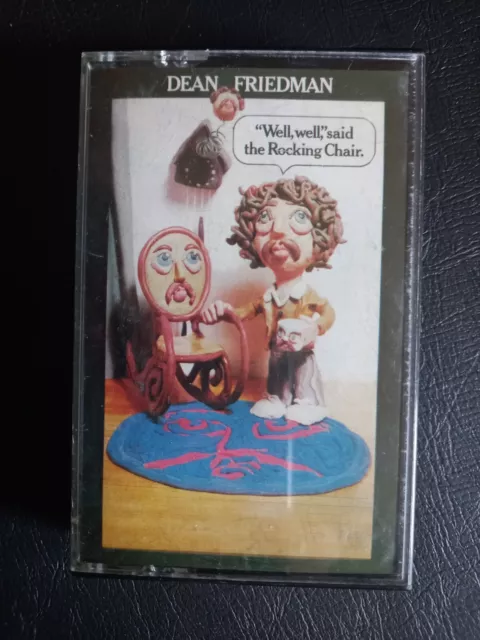 DEAN FRIEDMAN
"Well, well," said
the Rocking Chair.